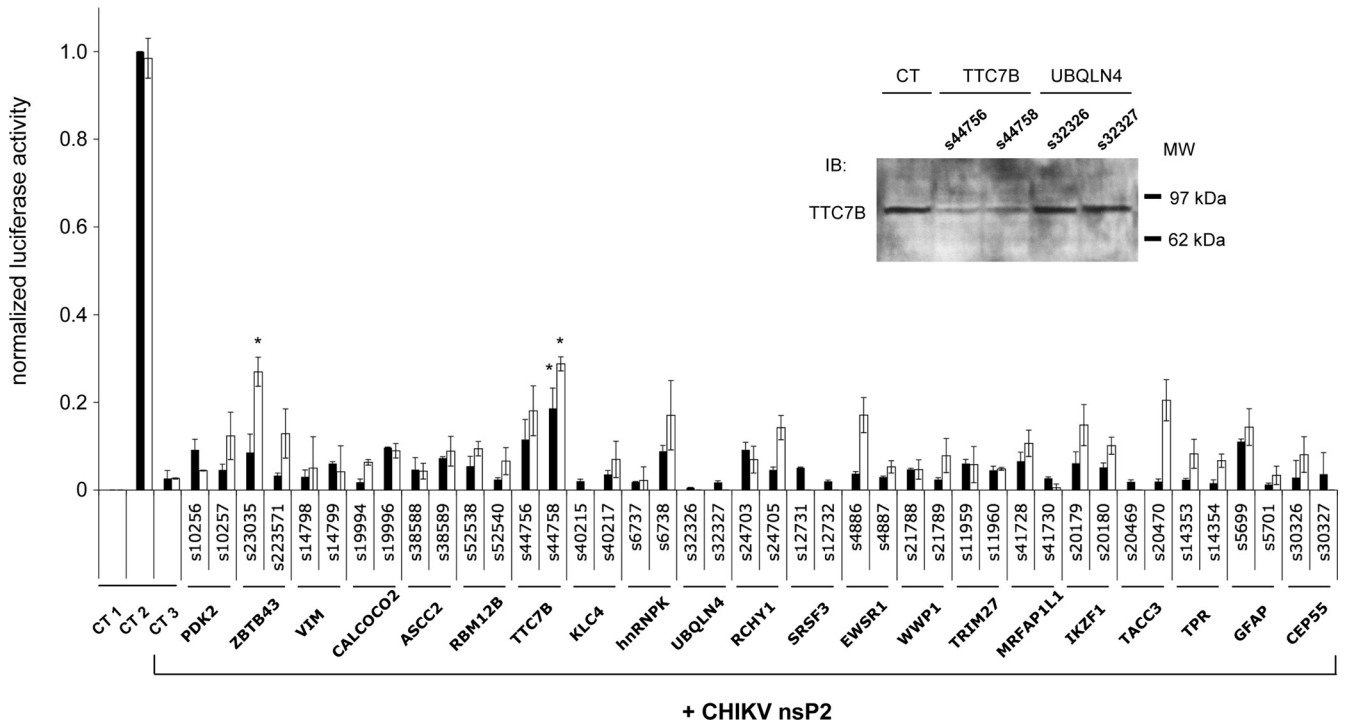 normalized luciferase activity
1.0
0.8
0.6
0.4
0.2
0
*
* *
CT TTC7B UBQLN4
s44756 s44758 s32326 s32327
IB:
MW
TTC7B
97 kDa
62 kDa
s10256 s10257 s23035 s223571 s14798 s14799 s19994 s19996 s38588 s38589 s52538 s52540 s44756 s44758 s40215 s40217 s6737 s6738 s32326 s32327 s24703 s24705 s12731 s12732 s4886 s4887 s21788 s21789 s11959 s11960 s41728 s41730 s20179 s20180 s20469 s20470 s14353 s14354 s5699 s5701 s30326 s30327
CT 1 CT 2 CT 3 PDK2 ZBTB43 VIM CALCOCO2 ASCC2 RBM12B TTC7B KLC4 hnRNPK UBQLN4 RCHY1 SRSF3 EWSR1 WWP1 TRIM27 MRFAP1L1 IKZF1 TACC3 TPR GFAP CEP55
+ CHIKV nsP2